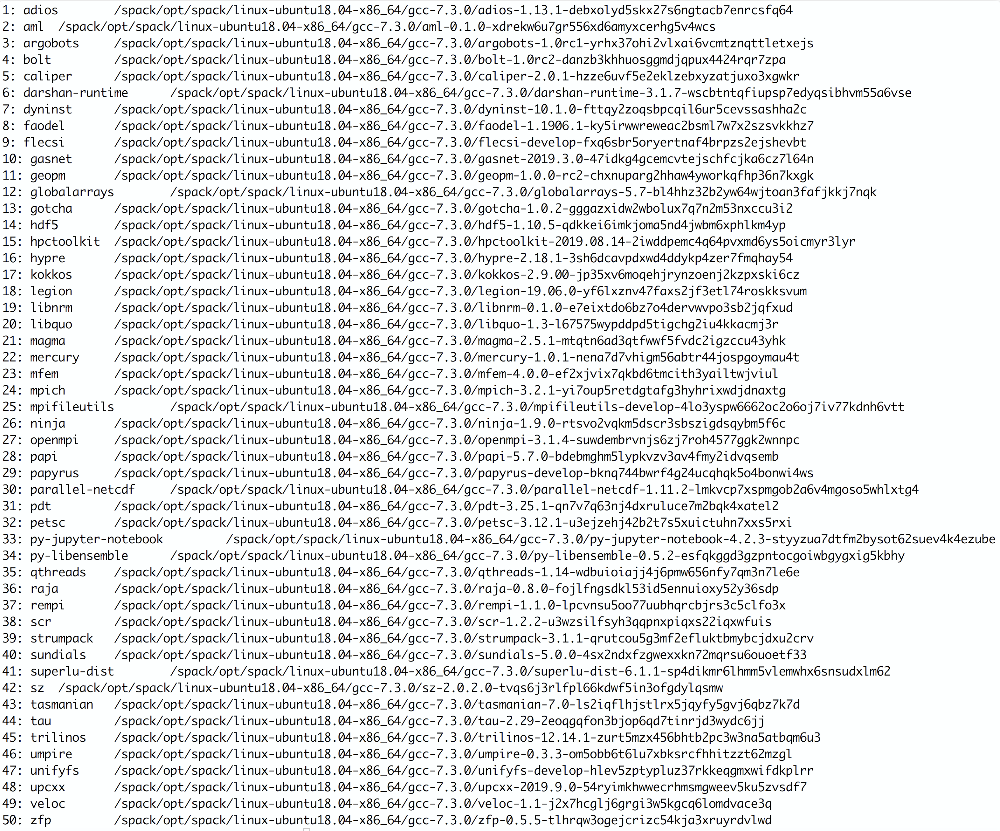 1: adios /spack/opt/spack/linux-ubuntu18.04-x86_64/gcc-7.3.0/adios-1.13.1-debxolyd5skx27s6ngtacb7enrcsfq64
2: aml /spack/opt/spack/linux-ubuntu18.04-x86_64/gcc-7.3.0/aml-0.1.0-xdrekw6u7gr556xd6amyxcerhg5v4wcs
3: argobots /spack/opt/spack/linux-ubuntu18.04-x86_64/gcc-7.3.0/argobots-1.0rc1-yrhx37ohi2vlxai6vcmtznqttletxejs
4: bolt /spack/opt/spack/linux-ubuntu18.04-x86_64/gcc-7.3.0/bolt-1.0rc2-danzb3khhuosggmdjqpux4424rqr7zpa
5: caliper /spack/opt/spack/linux-ubuntu18.04-x86_64/gcc-7.3.0/caliper-2.0.1-hzze6uvf5e2eklzebxyzatjuxo3xgwkr
6: darshan-runtime /spack/opt/spack/linux-ubuntu18.04-x86_64/gcc-7.3.0/darshan-runtime-3.1.7-wscbtntqfiupsp7edyqsibhvm55a6vse
7: dyninst /spack/opt/spack/linux-ubuntu18.04-x86_64/gcc-7.3.0/dyninst-10.1.0-fttqy2zoqsbpcqil6ur5cevssashha2c
8: faodel /spack/opt/spack/linux-ubuntu18.04-x86_64/gcc-7.3.0/faodel-1.1906.1-ky5irwwreweac2bsml7w7x2szsvkkhz7
9: flecsi /spack/opt/spack/linux-ubuntu18.04-x86_64/gcc-7.3.0/flecsi-develop-fxq6sbr5oryertnaf4brpzs2ejshevbt
10: gasnet /spack/opt/spack/linux-ubuntu18.04-x86_64/gcc-7.3.0/gasnet-2019.3.0-47idkg4gcemcvtejschfcjka6cz7l64n
11: geopm /spack/opt/spack/linux-ubuntu18.04-x86_64/gcc-7.3.0/geopm-1.0.0-rc2-chxnuparg2hhaw4yworkqfhp36n7kxgk
12: globalarrays /spack/opt/spack/linux-ubuntu18.04-x86_64/gcc-7.3.0/globalarrays-5.7-bl4hhz32b2yw64wjtoan3fafjkkj7nqk
13: gotcha /spack/opt/spack/linux-ubuntu18.04-x86_64/gcc-7.3.0/gotcha-1.0.2-gggazxidw2wbolux7q7n2m53nxccu3i2
14: hdf5 /spack/opt/spack/linux-ubuntu18.04-x86_64/gcc-7.3.0/hdf5-1.10.5-qdkkei6imkjoma5nd4jwbm6xphlkm4yp
15: hpctoolkit /spack/opt/spack/linux-ubuntu18.04-x86_64/gcc-7.3.0/hpctoolkit-2019.08.14-2iwddpemc4q64pvxmd6ys5oicmyr3lyr
16: hypre /spack/opt/spack/linux-ubuntu18.04-x86_64/gcc-7.3.0/hypre-2.18.1-3sh6dcavpdxwd4ddykp4zer7fmqhay54
17: kokkos /spack/opt/spack/linux-ubuntu18.04-x86_64/gcc-7.3.0/kokkos-2.9.00-jp35xv6moqehjrynzoenj2kzpxski6cz
18: legion /spack/opt/spack/linux-ubuntu18.04-x86_64/gcc-7.3.0/legion-19.06.0-yf6lxznv47faxs2jf3etl74roskksvum
19: libnrm /spack/opt/spack/linux-ubuntu18.04-x86_64/gcc-7.3.0/libnrm-0.1.0-e7eixtdo6bz7o4dervwvpo3sb2jqfxud
20: libquo /spack/opt/spack/linux-ubuntu18.04-x86_64/gcc-7.3.0/libquo-1.3-l67575wypddpd5tigchg2iu4kkacmj3r
21: magma /spack/opt/spack/linux-ubuntu18.04-x86_64/gcc-7.3.0/magma-2.5.1-mtqtn6ad3qtfwwf5fvdc2igzccu43yhk
22: mercury /spack/opt/spack/linux-ubuntu18.04-x86_64/gcc-7.3.0/mercury-1.0.1-nena7d7vhigm56abtr44jospgoymau4t
23: mfem /spack/opt/spack/linux-ubuntu18.04-x86_64/gcc-7.3.0/mfem-4.0.0-ef2xjvix7qkbd6tmcith3yailtwjviul
24: mpich /spack/opt/spack/linux-ubuntu18.04-x86_64/gcc-7.3.0/mpich-3.2.1-yi7oup5retdgtafg3hyhrixwdjdnaxtg
25: mpifileutils /spack/opt/spack/linux-ubuntu18.04-x86_64/gcc-7.3.0/mpifileutils-develop-4lo3yspw6662oc2o6oj7iv77kdnh6vtt
26: ninja /spack/opt/spack/linux-ubuntu18.04-x86_64/gcc-7.3.0/ninja-1.9.0-rtsvo2vqkm5dscr3sbszigdsqybm5f6c
27: openmpi /spack/opt/spack/linux-ubuntu18.04-x86_64/gcc-7.3.0/openmpi-3.1.4-suwdembrvnjs6zj7roh4577ggk2wnnpc
28: papi /spack/opt/spack/linux-ubuntu18.04-x86_64/gcc-7.3.0/papi-5.7.0-bdebmghm5lypkvzv3av4fmy2idvqsemb
29: papyrus /spack/opt/spack/linux-ubuntu18.04-x86_64/gcc-7.3.0/papyrus-develop-bknq744bwrf4g24ucqhqk5o4bonwi4ws
30: parallel-netcdf /spack/opt/spack/linux-ubuntu18.04-x86_64/gcc-7.3.0/parallel-netcdf-1.11.2-lmkvcp7xspmgob2a6v4mgoso5whlxtg4
31: pdt /spack/opt/spack/linux-ubuntu18.04-x86_64/gcc-7.3.0/pdt-3.25.1-qn7v7q63nj4dxruluce7m2bqk4xatel2
32: petsc /spack/opt/spack/linux-ubuntu18.04-x86_64/gcc-7.3.0/petsc-3.12.1-u3ejzehj42b2t7s5xuictuhn7xxs5rxi
33: py-jupyter-notebook /spack/opt/spack/linux-ubuntu18.04-x86_64/gcc-7.3.0/py-jupyter-notebook-4.2.3-styyzua7dtfm2bysot62suev4k4ezube
34: py-libensemble /spack/opt/spack/linux-ubuntu18.04-x86_64/gcc-7.3.0/py-libensemble-0.5.2-esfqkggd3gzpntocgoiwbgygxig5kbhy
35: qthreads /spack/opt/spack/linux-ubuntu18.04-x86_64/gcc-7.3.0/qthreads-1.14-wdbuioiajj4j6pmw656nfy7qm3n7le6e
36: raja /spack/opt/spack/linux-ubuntu18.04-x86_64/gcc-7.3.0/raja-0.8.0-fojlfngsdkl53id5ennuioxy52y36sdp
37: rempi /spack/opt/spack/linux-ubuntu18.04-x86_64/gcc-7.3.0/rempi-1.1.0-lpcvnsu5oo77uubhqrcbjrs3c5clfo3x
38: scr /spack/opt/spack/linux-ubuntu18.04-x86_64/gcc-7.3.0/scr-1.2.2-u3wzsilfsyh3qqpnxpiqxs22iqxwfuis
39: strumpack /spack/opt/spack/linux-ubuntu18.04-x86_64/gcc-7.3.0/strumpack-3.1.1-qrutcou5g3mf2efluktbmybcjdxu2crv
40: sundials /spack/opt/spack/linux-ubuntu18.04-x86_64/gcc-7.3.0/sundials-5.0.0-4sx2ndxfzgwexxkn72mqrsu6ouoetf33
41: superlu-dist /spack/opt/spack/linux-ubuntu18.04-x86_64/gcc-7.3.0/superlu-dist-6.1.1-sp4dikmr6lhmm5vlemwhx6snsudxlm62
42: sz /spack/opt/spack/linux-ubuntu18.04-x86_64/gcc-7.3.0/sz-2.0.2.0-tvqs6j3rlfpl66kdwf5in3ofgdylqsmw
43: tasmanian /spack/opt/spack/linux-ubuntu18.04-x86_64/gcc-7.3.0/tasmanian-7.0-ls2iqflhjstlrx5jqyfy5gvj6qbz7k7d
44: tau /spack/opt/spack/linux-ubuntu18.04-x86_64/gcc-7.3.0/tau-2.29-2eoqgqfon3bjop6qd7tinrjd3wydc6jj
45: trilinos /spack/opt/spack/linux-ubuntu18.04-x86_64/gcc-7.3.0/trilinos-12.14.1-zurt5mzx456bhtb2pc3w3na5atbqm6u3
46: umpire /spack/opt/spack/linux-ubuntu18.04-x86_64/gcc-7.3.0/umpire-0.3.3-om5obb6t6lu7xbksrcfhhitzzt62mzgl
47: unifyfs /spack/opt/spack/linux-ubuntu18.04-x86_64/gcc-7.3.0/unifyfs-develop-hlev5zptypluz37rkkeqgmxwifdkplrr
48: upcxx /spack/opt/spack/linux-ubuntu18.04-x86_64/gcc-7.3.0/upcxx-2019.9.0-54ryimkhwwecrhmsmgweev5ku5zvsdf7
49: veloc /spack/opt/spack/linux-ubuntu18.04-x86_64/gcc-7.3.0/veloc-1.1-j2x7hcglj6grgi3w5kgcq6lomdvace3q
50: zfp /spack/opt/spack/linux-ubuntu18.04-x86_64/gcc-7.3.0/zfp-0.5.5-tlhrqw3ogejcrizc54kja3xruyrdvlwd